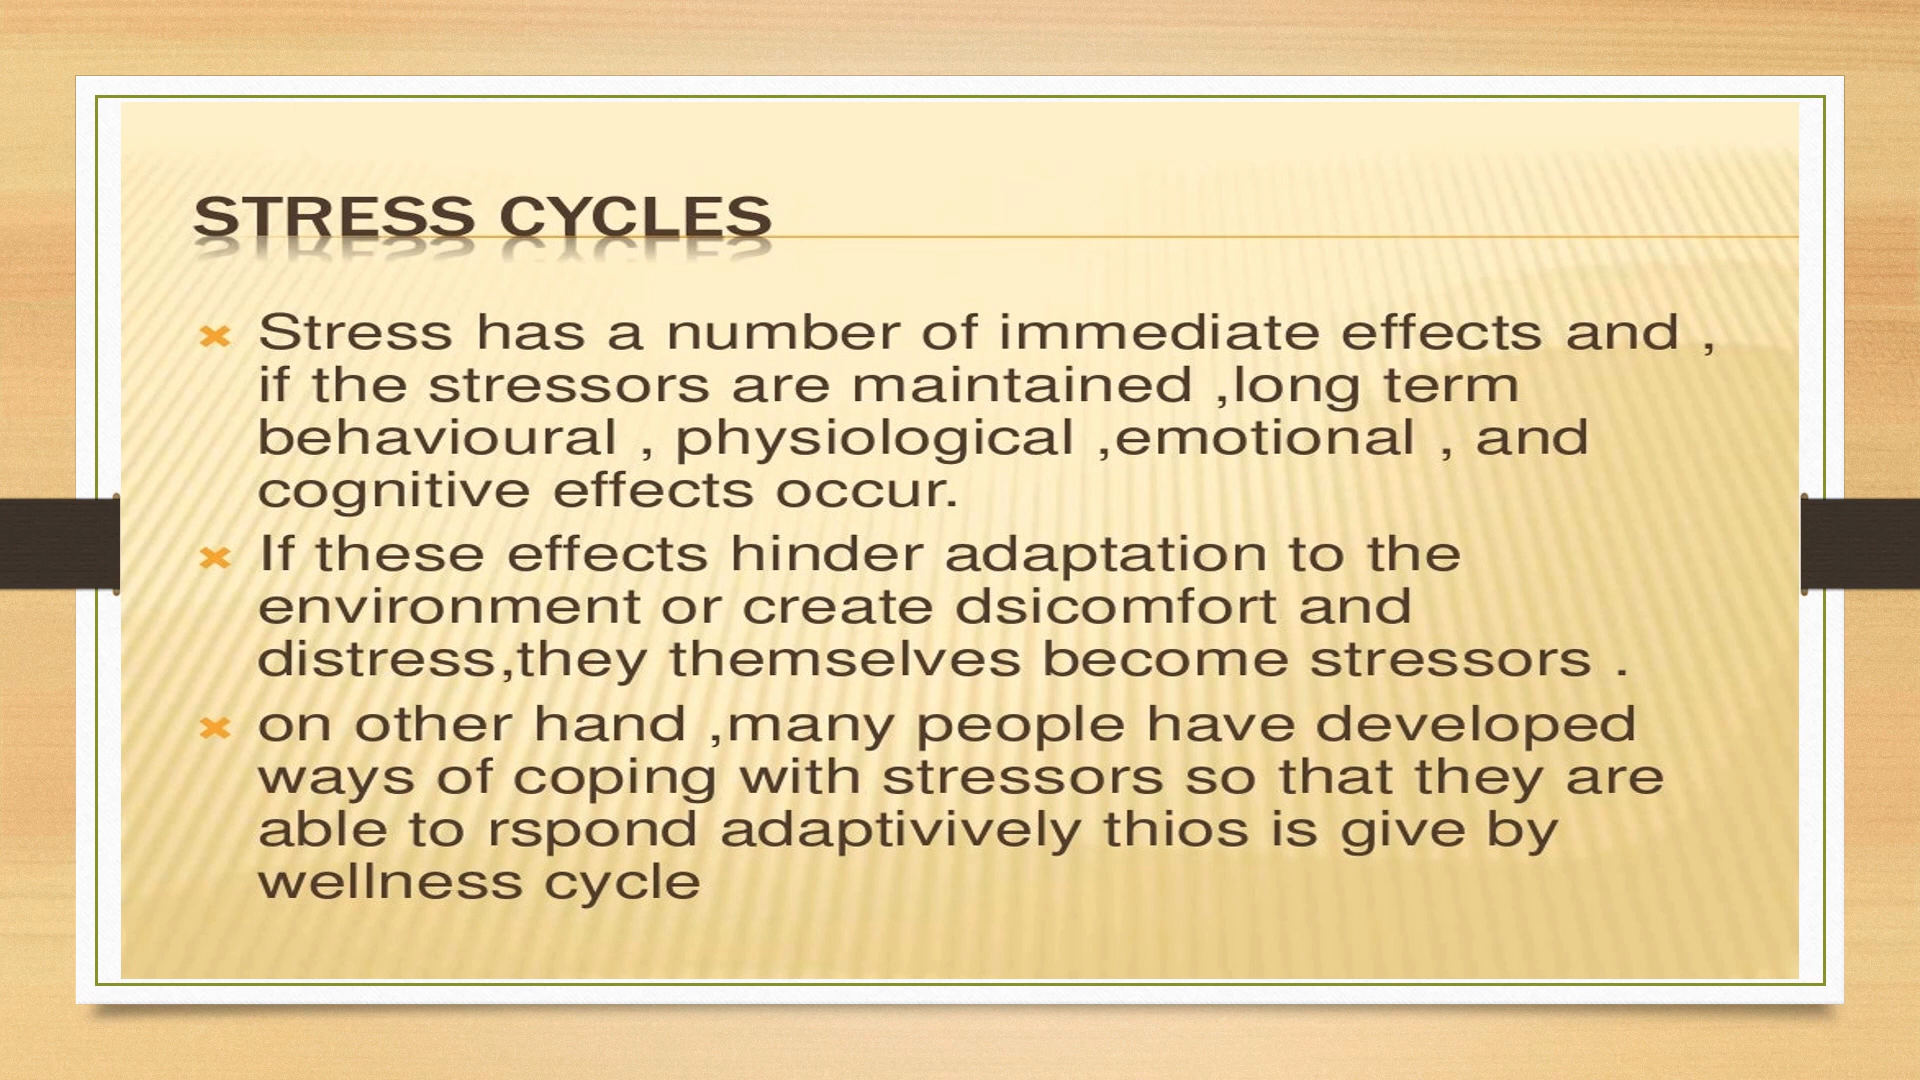 STRESS CYCLES
Stress has a number of immediate effects and ,
if the stressors are maintained ,long term
behavioural , physiological ,emotional , and
cognitive effects occur.
If these effects hinder adaptation to the
environment or create dsicomfort and
distress,they themselves become stressors .
on other hand ,many people have developed
ways of coping with stressors so that they are
able to rspond adaptivively thios is give by
wellness cycle